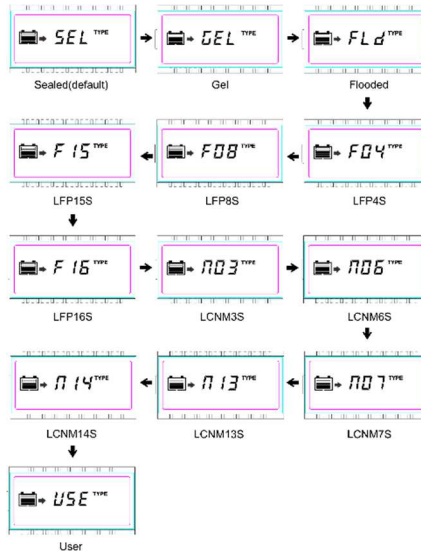 SEL TYPE
Sealed(default)
GEL TYPE
Gel
FLd TYPE
Flooded
F04 TYPE
LFP4S
F08 TYPE
LFP8S
F15 TYPE
LFP15S
F16 TYPE
LFP16S
n03 TYPE
LCNM3S
n06 TYPE
LCNM6S
n07 TYPE
LCNM7S
n13 TYPE
LCNM13S
n14 TYPE
LCNM14S
USE TYPE
User